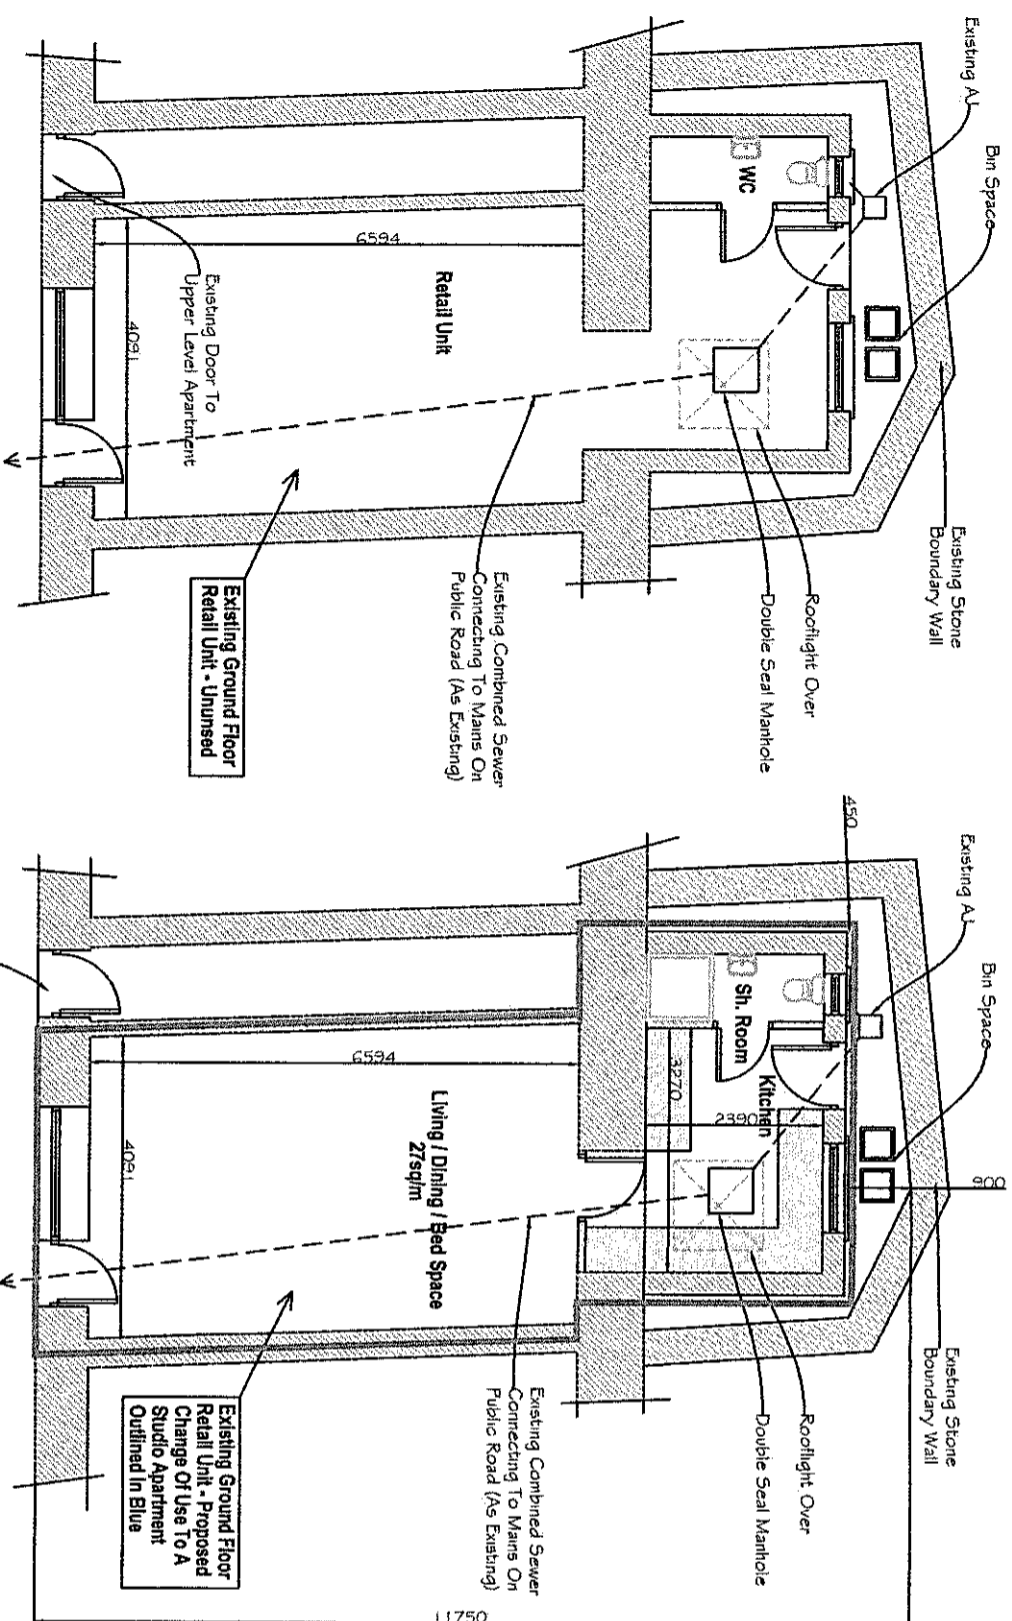 Existing AJ
Bin Space
Existing Stone
Boundary Wall
Rooflight Over
Double Seal Manhole
WC
6594
Retail Unit
Existing Combined Sewer
Connecting To Mains On
Public Road (As Existing)
Existing Door To
Upper Level Apartment
4091
Existing Ground Floor
Retail Unit - Ununsed
450
Existing AJ
Bin Space
900
Existing Stone
Boundary Wall
Rooflight Over
Double Seal Manhole
Sh. Room
Kitchen
2390
3270
6594
Living / Dining / Bed Space
27sq/m
Existing Combined Sewer
Connecting To Mains On
Public Road (As Existing)
4091
Existing Ground Floor
Retail Unit - Proposed
Change Of Use To A
Studio Apartment
Outlined In Blue
11750